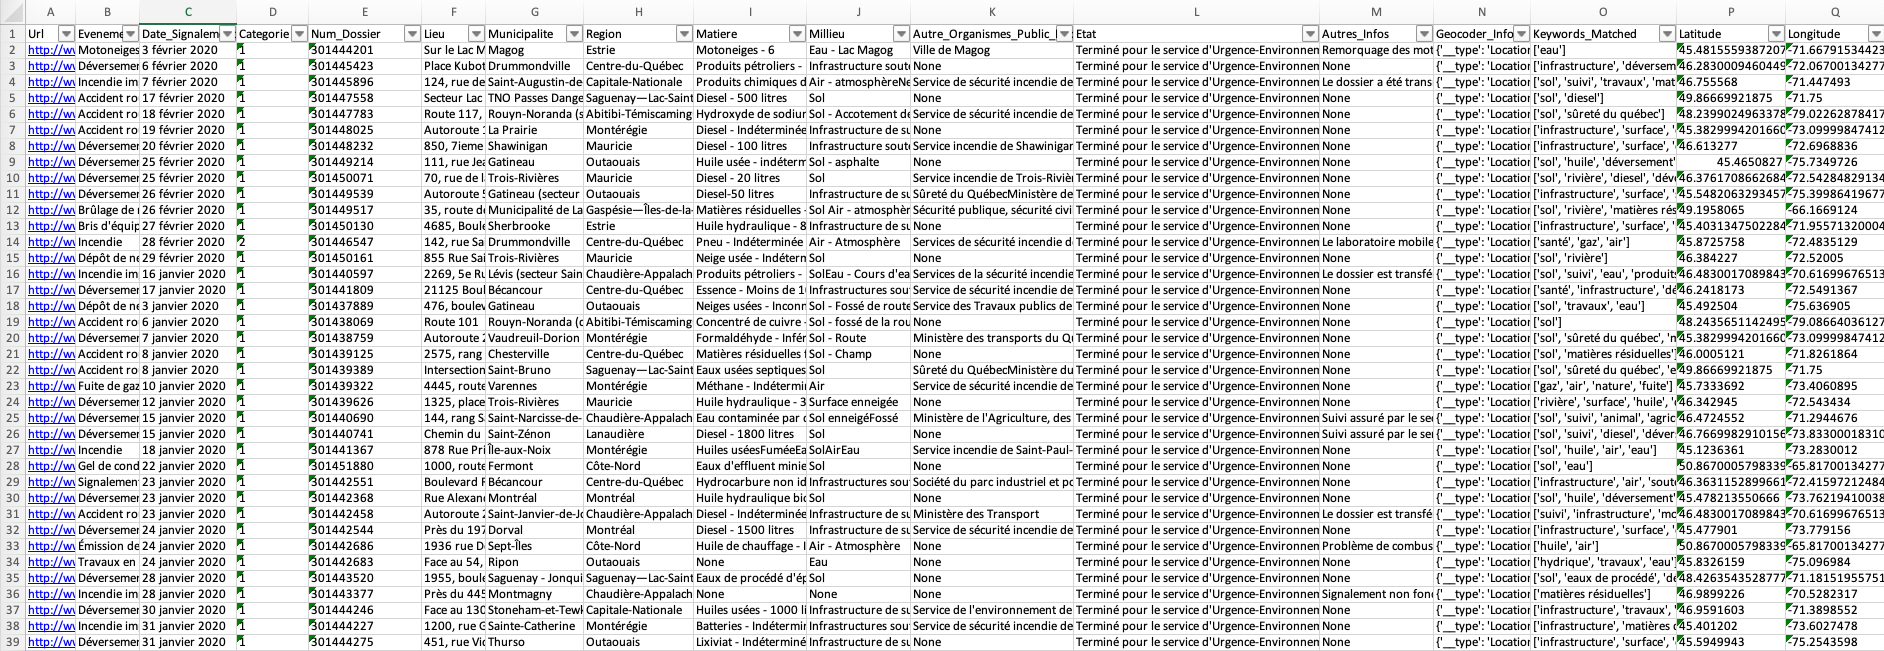 A B C D E F G H I J K L M N O P Q
1 Url Eveneme Date_Signalem Categorie Num_Dossier Lieu Municipalite Region Matiere Millieu Autre_Organismes_Public_ Etat Autres_Infos Geocoder_Info Keywords_Matched Latitude Longitude
2 http://w Motoneiges 3 février 2020 1 301444201 Sur le Lac M Magog Estrie Motoneiges - 6 Eau - Lac Magog Ville de Magog Terminé pour le service d'Urgence-Environnen Remorquage des mot {'__type': 'Location ['eau'] 45.4815559387207 -71.66791534423
3 http://w Déversemer 6 février 2020 1 301445423 Place Kubot Drummondville Centre-du-Québec Produits pétroliers - Infrastructure soute None Terminé pour le service d'Urgence-Environnen None {'__type': 'Location ['infrastructure', 'déversem 46.2830009460449 -72.06700134277
4 http://w Incendie im 7 février 2020 1 301445896 124, rue de Saint-Augustin-de- Capitale-Nationale Produits chimiques d Air - atmosphèreNe Service de sécurité incendie de Terminé pour le service d'Urgence-Environnen Le dossier a été trans {'__type': 'Location ['sol', 'suivi', 'travaux', 'mat 46.755568 -71.447493
5 http://w Accident ro 17 février 2020 1 301447558 Secteur Lac TNO Passes Dange Saguenay—Lac-Saint Diesel - 500 litres Sol None Terminé pour le service d'Urgence-Environnen None {'__type': 'Location ['sol', 'diesel'] 49.86669921875 -71.75
6 http://w Accident ro 18 février 2020 1 301447783 Route 117, Rouyn-Noranda (s Abitibi-Témiscaming Hydroxyde de sodiur Sol - Accotement de Service de sécurité incendie de Terminé pour le service d'Urgence-Environnen None {'__type': 'Location ['sol', 'sûreté du québec'] 48.2399024963378 -79.02262878417
7 http://w Accident ro 19 février 2020 1 301448025 Autoroute 1 La Prairie Montérégie Diesel - Indéterminée Infrastructure de su None Terminé pour le service d'Urgence-Environnen None {'__type': 'Location ['infrastructure', 'surface', ' 45.3829994201660 -73.09999847412
8 http://w Déversemer 20 février 2020 1 301448232 850, 7ieme Shawinigan Mauricie Diesel - 100 litres Infrastructure soute Service incendie de Shawinigar Terminé pour le service d'Urgence-Environnen None {'__type': 'Location ['infrastructure', 'surface', ' 46.613277 -72.6968836
9 http://w Déversemer 25 février 2020 1 301449214 111, rue Jea Gatineau Outaouais Huile usée - indéterm Sol - asphalte None Terminé pour le service d'Urgence-Environnen None {'__type': 'Location ['sol', 'huile', 'déversement' 45.4650827 -75.7349726
10 http://w Déversemer 25 février 2020 1 301450071 70, rue de l Trois-Rivières Mauricie Diesel - 20 litres Sol Service incendie de Trois-Rivièr Terminé pour le service d'Urgence-Environnen None {'__type': 'Location ['sol', 'rivière', 'diesel', 'déve 46.3761708662684 -72.54284829134
11 http://w Déversemer 26 février 2020 1 301449539 Autoroute 5 Gatineau (secteur Outaouais Diesel-50 litres Infrastructure de su Sûreté du QuébecMinistère de Terminé pour le service d'Urgence-Environnen None {'__type': 'Location ['infrastructure', 'surface', ' 45.5482063293457 -75.39986419677
12 http://w Brûlage de 26 février 2020 1 301449517 35, route d Municipalité de La Gaspésie—Îles-de-la- Matières résiduelles - Sol Air - atmosphèr Sécurité publique, sécurité civi Terminé pour le service d'Urgence-Environnen None {'__type': 'Location ['sol', 'rivière', 'matières rés 49.1958065 -66.1669124
13 http://w Bris d'équip 27 février 2020 1 301450130 4685, Boule Sherbrooke Estrie Huile hydraulique - 8 Infrastructure de su None Terminé pour le service d'Urgence-Environnen None {'__type': 'Location ['infrastructure', 'surface', ' 45.4031347502284 -71.95571320004
14 http://w Incendie 28 février 2020 2 301446547 142, rue Sa Drummondville Centre-du-Québec Pneu - Indéterminée Air - Atmosphère Services de sécurité incendie d Terminé pour le service d'Urgence-Environnen Le laboratoire mobile {'__type': 'Location ['santé', 'gaz', 'air'] 45.8725758 -72.4835129
15 http://w Dépôt de ne 29 février 2020 1 301450161 855 Rue Sai Trois-Rivières Mauricie Neige usée - Indéterm Sol None Terminé pour le service d'Urgence-Environnen None {'__type': 'Location ['sol', 'rivière'] 46.384227 -72.52005
16 http://w Incendie im 16 janvier 2020 1 301440597 2269, 5e Ru Lévis (secteur Sain Chaudière-Appalach Produits pétroliers - SolEau - Cours d'eau Services de la sécurité incendie Terminé pour le service d'Urgence-Environnen Le dossier est transfé {'__type': 'Location ['sol', 'suivi', 'eau', 'produits 46.4830017089843 -70.61699676513
17 http://w Déversemer 17 janvier 2020 1 301441809 21125 Boul Bécancour Centre-du-Québec Essence - Moins de 10 Infrastructures sout None Terminé pour le service d'Urgence-Environnen None {'__type': 'Location ['santé', 'infrastructure', 'dé 46.2418173 -72.5491367
18 http://w Dépôt de ne 3 janvier 2020 1 301437889 476, boulev Gatineau Outaouais Neiges usées - Inconr Sol - Fossé de route Service des Travaux publics de Terminé pour le service d'Urgence-Environnen None {'__type': 'Location ['sol', 'travaux', 'eau'] 45.492504 -75.636905
19 http://w Accident ro 6 janvier 2020 1 301438069 Route 101 Rouyn-Noranda (d Abitibi-Témiscaming Concentré de cuivre - Sol - fossé de la rou None Terminé pour le service d'Urgence-Environnen None {'__type': 'Location ['sol'] 48.2435651142495 -79.08664036127
20 http://w Déversemer 7 janvier 2020 1 301438759 Autoroute 2 Vaudreuil-Dorion Montérégie Formaldéhyde - Infér Sol - Route Ministère des transports du Qu Terminé pour le service d'Urgence-Environnen None {'__type': 'Location ['sol', 'sûreté du québec', 'm 45.3829994201660 -73.09999847412
21 http://w Accident ro 8 janvier 2020 1 301439125 2575, rang Chesterville Centre-du-Québec Matières résiduelles f Sol - Champ None Terminé pour le service d'Urgence-Environnen None {'__type': 'Location ['sol', 'matières résiduelles'] 46.0005121 -71.8261864
22 http://w Accident ro 8 janvier 2020 1 301439389 Intersection Saint-Bruno Saguenay—Lac-Saint Eaux usées septiques Sol Sûreté du QuébecMinistère du Terminé pour le service d'Urgence-Environnen None {'__type': 'Location ['sol', 'sûreté du québec', 'e 49.86669921875 -71.75
23 http://w Fuite de gaz 10 janvier 2020 1 301439322 4445, route Varennes Montérégie Méthane - Indétermin Air Service de sécurité incendie de Terminé pour le service d'Urgence-Environnen None {'__type': 'Location ['gaz', 'air', 'nature', 'fuite'] 45.7333692 -73.4060895
24 http://w Déversemer 12 janvier 2020 1 301439626 1325, place Trois-Rivières Mauricie Huile hydraulique - 3 Surface enneigée None Terminé pour le service d'Urgence-Environnen None {'__type': 'Location ['rivière', 'surface', 'huile', ' 46.342945 -72.543434
25 http://w Déversemer 15 janvier 2020 1 301440690 144, rang S Saint-Narcisse-de- Chaudière-Appalach Eau contaminée par c Sol enneigéFossé Ministère de l'Agriculture, des Terminé pour le service d'Urgence-Environnen Suivi assuré par le se {'__type': 'Location ['sol', 'suivi', 'animal', 'agric 46.4724552 -71.2944676
26 http://w Déversemer 15 janvier 2020 1 301440741 Chemin du Saint-Zénon Lanaudière Diesel - 1800 litres Sol None Terminé pour le service d'Urgence-Environnen Suivi assuré par le se {'__type': 'Location ['sol', 'suivi', 'diesel', 'déver 46.7669982910156 -73.83300018310
27 http://w Incendie 18 janvier 2020 1 301441367 878 Rue Pri Île-aux-Noix Montérégie Huiles uséesFuméeEa SolAirEau Service incendie de Saint-Paul- Terminé pour le service d'Urgence-Environnen None {'__type': 'Location ['sol', 'huile', 'air', 'eau'] 45.1236361 -73.2830012
28 http://w Gel de cond 22 janvier 2020 1 301451880 1000, route Fermont Côte-Nord Eaux d'effluent minie Sol None Terminé pour le service d'Urgence-Environnen None {'__type': 'Location ['sol', 'eau'] 50.8670005798339 -65.81700134277
29 http://w Signalement 23 janvier 2020 1 301442551 Boulevard F Bécancour Centre-du-Québec Hydrocarbure non id Infrastructures sout Société du parc industriel et po Terminé pour le service d'Urgence-Environnen None {'__type': 'Location ['infrastructure', 'air', 'sout 46.3631152899661 -72.41597212484
30 http://w Déversemer 23 janvier 2020 1 301442368 Rue Alexan Montréal Montréal Huile hydraulique bio Sol None Terminé pour le service d'Urgence-Environnen None {'__type': 'Location ['sol', 'huile', 'déversement' 45.478213550666 -73.76219410038
31 http://w Accident ro 23 janvier 2020 1 301442458 Autoroute 2 Saint-Janvier-de-Jo Chaudière-Appalach Diesel - Indéterminée Infrastructure de su Ministère des Transport Terminé pour le service d'Urgence-Environnen Le dossier est transfé {'__type': 'Location ['suivi', 'infrastructure', 'mo 46.4830017089843 -70.61699676513
32 http://w Déversemer 24 janvier 2020 1 301442544 Près du 197 Dorval Montréal Diesel - 1500 litres Infrastructure de su Service de sécurité incendie de Terminé pour le service d'Urgence-Environnen None {'__type': 'Location ['infrastructure', 'surface', ' 45.477901 -73.779156
33 http://w Émission de 24 janvier 2020 1 301442686 1936 rue D Sept-Îles Côte-Nord Huile de chauffage - I Air - Atmosphère None Terminé pour le service d'Urgence-Environnen Problème de combus {'__type': 'Location ['huile', 'air'] 50.8670005798339 -65.81700134277
34 http://w Travaux en 24 janvier 2020 1 301442683 Face au 54, Ripon Outaouais None Eau None Terminé pour le service d'Urgence-Environnen None {'__type': 'Location ['hydrique', 'travaux', 'eau'] 45.8326159 -75.096984
35 http://w Déversemer 28 janvier 2020 1 301443520 1955, boule Saguenay - Jonqui Saguenay—Lac-Saint Eaux de procédé d'ép Sol None Terminé pour le service d'Urgence-Environnen None {'__type': 'Location ['sol', 'eaux de procédé', 'dé 48.4263543528777 -71.18151955751
36 http://w Incendie im 28 janvier 2020 1 301443377 Près du 445 Montmagny Chaudière-Appalach None None None Terminé pour le service d'Urgence-Environnen Signalement non fonc {'__type': 'Location ['matières résiduelles'] 46.9899226 -70.5282317
37 http://w Déversemer 30 janvier 2020 1 301444246 Face au 130 Stoneham-et-Tewk Capitale-Nationale Huiles usées - 1000 li Infrastructure de su Service de l'environnement de Terminé pour le service d'Urgence-Environnen None {'__type': 'Location ['infrastructure', 'travaux', ' 46.9591603 -71.3898552
38 http://w Incendie im 31 janvier 2020 1 301444227 1200, rue G Sainte-Catherine Montérégie Batteries - Indétermir Infrastructures sout Service de sécurité incendie de Terminé pour le service d'Urgence-Environnen None {'__type': 'Location ['infrastructure', 'matières d 45.401202 -73.6027478
39 http://w Déversemer 31 janvier 2020 1 301444275 451, rue Vic Thurso Outaouais Lixiviat - Indéterminé Infrastructure de su None Terminé pour le service d'Urgence-Environnen None {'__type': 'Location ['infrastructure', 'surface', ' 45.5949943 -75.2543598